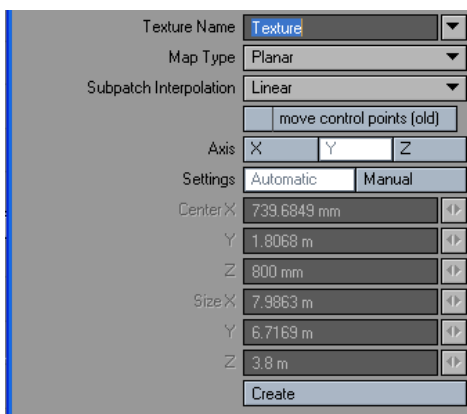 Texture Name Texture
Map Type Planar
Subpatch Interpolation Linear
move control points (old)
Axis X Y Z
Settings Automatic Manual
Center X 739.6849 mm
Y 1.8068 m
Z 800 mm
Size X 7.9863 m
Y 6.7169 m
Z 3.8 m
Create